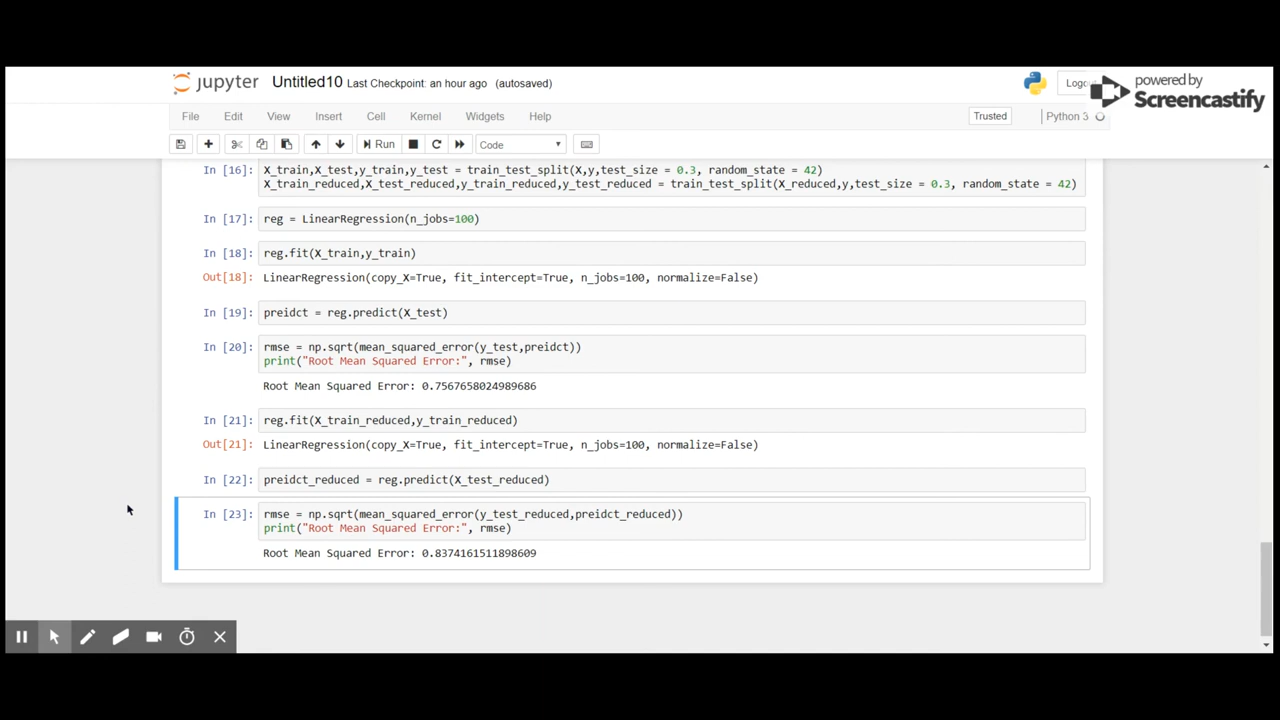 jupyter Untitled10 Last Checkpoint: an hour ago (autosaved)
powered by
Screencastify
File Edit View Insert Cell Kernel Widgets Help
Trusted
Python 3
Run
Code
In [16]: X_train,X_test,y_train,y_test = train_test_split(X,y,test_size = 0.3, random_state = 42)
X_train_reduced,X_test_reduced,y_train_reduced,y_test_reduced = train_test_split(X_reduced,y,test_size = 0.3, random_state = 42)
In [17]: reg = LinearRegression(n_jobs=100)
In [18]: reg.fit(X_train,y_train)
Out[18]: LinearRegression(copy_X=True, fit_intercept=True, n_jobs=100, normalize=False)
In [19]: preidct = reg.predict(X_test)
In [20]: rmse = np.sqrt(mean_squared_error(y_test,preidct))
print("Root Mean Squared Error:", rmse)
Root Mean Squared Error: 0.7567658024989686
In [21]: reg.fit(X_train_reduced,y_train_reduced)
Out[21]: LinearRegression(copy_X=True, fit_intercept=True, n_jobs=100, normalize=False)
In [22]: preidct_reduced = reg.predict(X_test_reduced)
In [23]: rmse = np.sqrt(mean_squared_error(y_test_reduced,preidct_reduced))
print("Root Mean Squared Error:", rmse)
Root Mean Squared Error: 0.8374161511898609